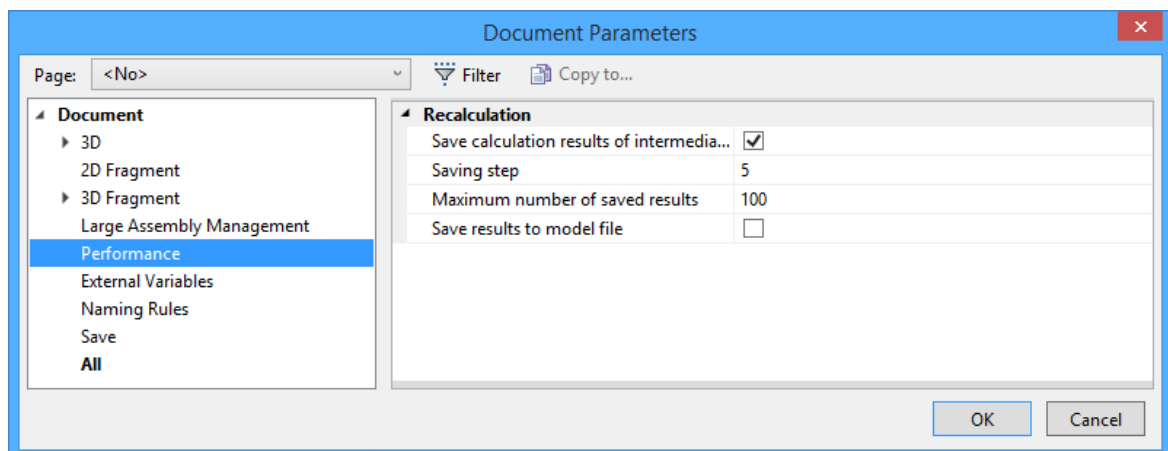 Document Parameters
Page: <No> Filter Copy to...
Document
3D
2D Fragment
3D Fragment
Large Assembly Management
Performance
External Variables
Naming Rules
Save
All
Recalculation
Save calculation results of intermedia...
Saving step 5
Maximum number of saved results 100
Save results to model file
OK Cancel